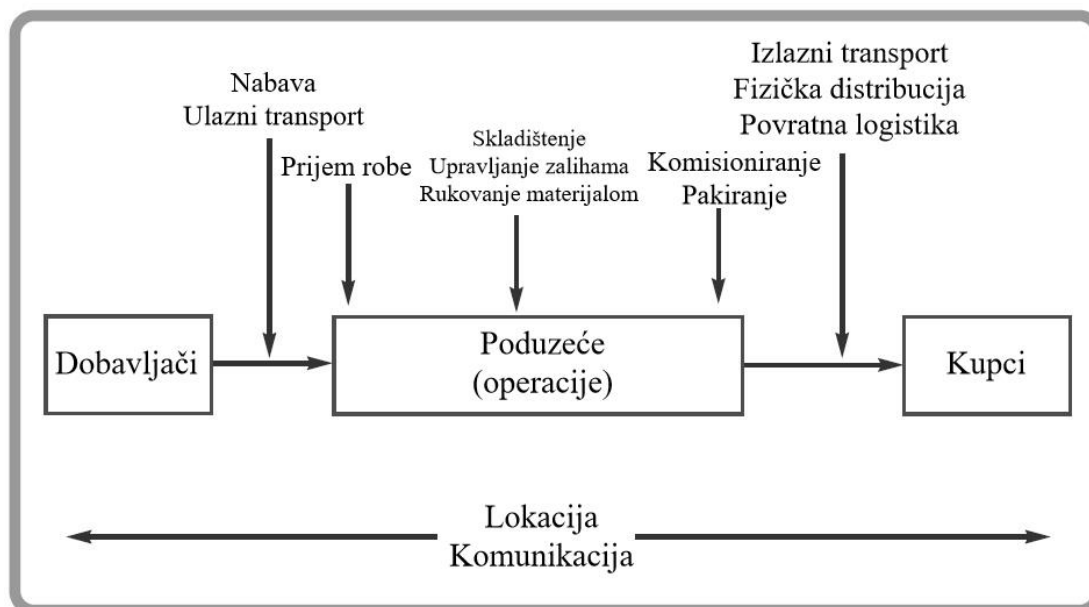 Nabava
Ulazni transport
Prijem robe
Skladištenje
Upravljanje zalihama
Rukovanje materijalom
Komisioniranje
Pakiranje
Izlazni transport
Fizička distribucija
Povratna logistika
Dobavljači
Poduzeće
(operacije)
Kupci
Lokacija
Komunikacija